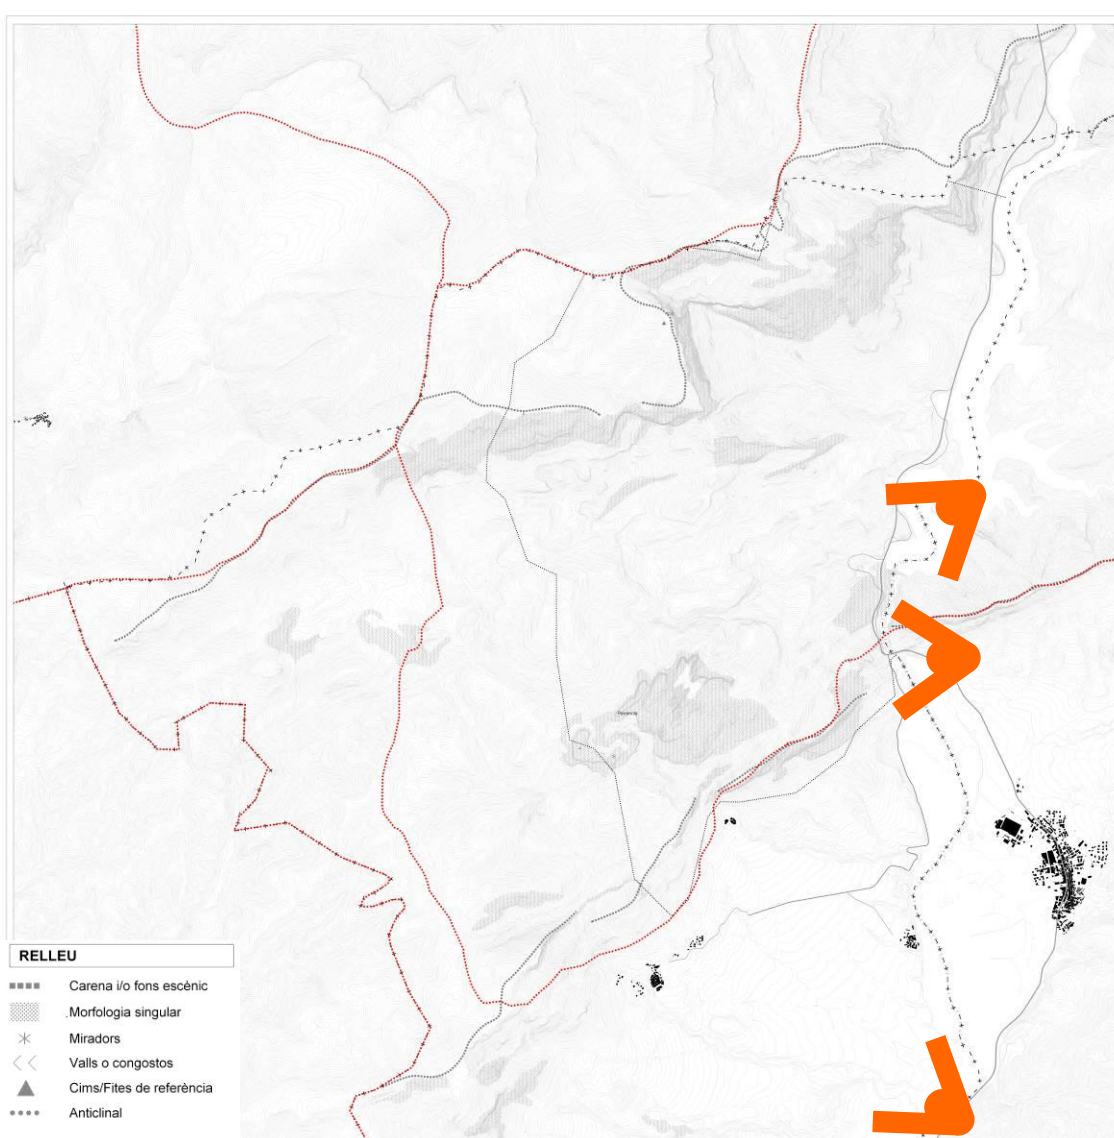 RELLEU
Carena i/o fons escènic
.Morfologia singular
Miradors
Valls o congostos
Cims/Fites de referència
Anticlinal